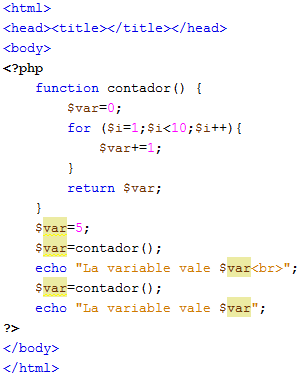 <html>
<head><title></title></head>
<body>
<?php
    function contador() {
        $var=0;
        for ($i=1;$i<10;$i++){
            $var+=1;
        }
        return $var;
    }
    $var=5;
    $var=contador();
    echo "La variable vale $var<br>";
    $var=contador();
    echo "La variable vale $var";
?>
</body>
</html>